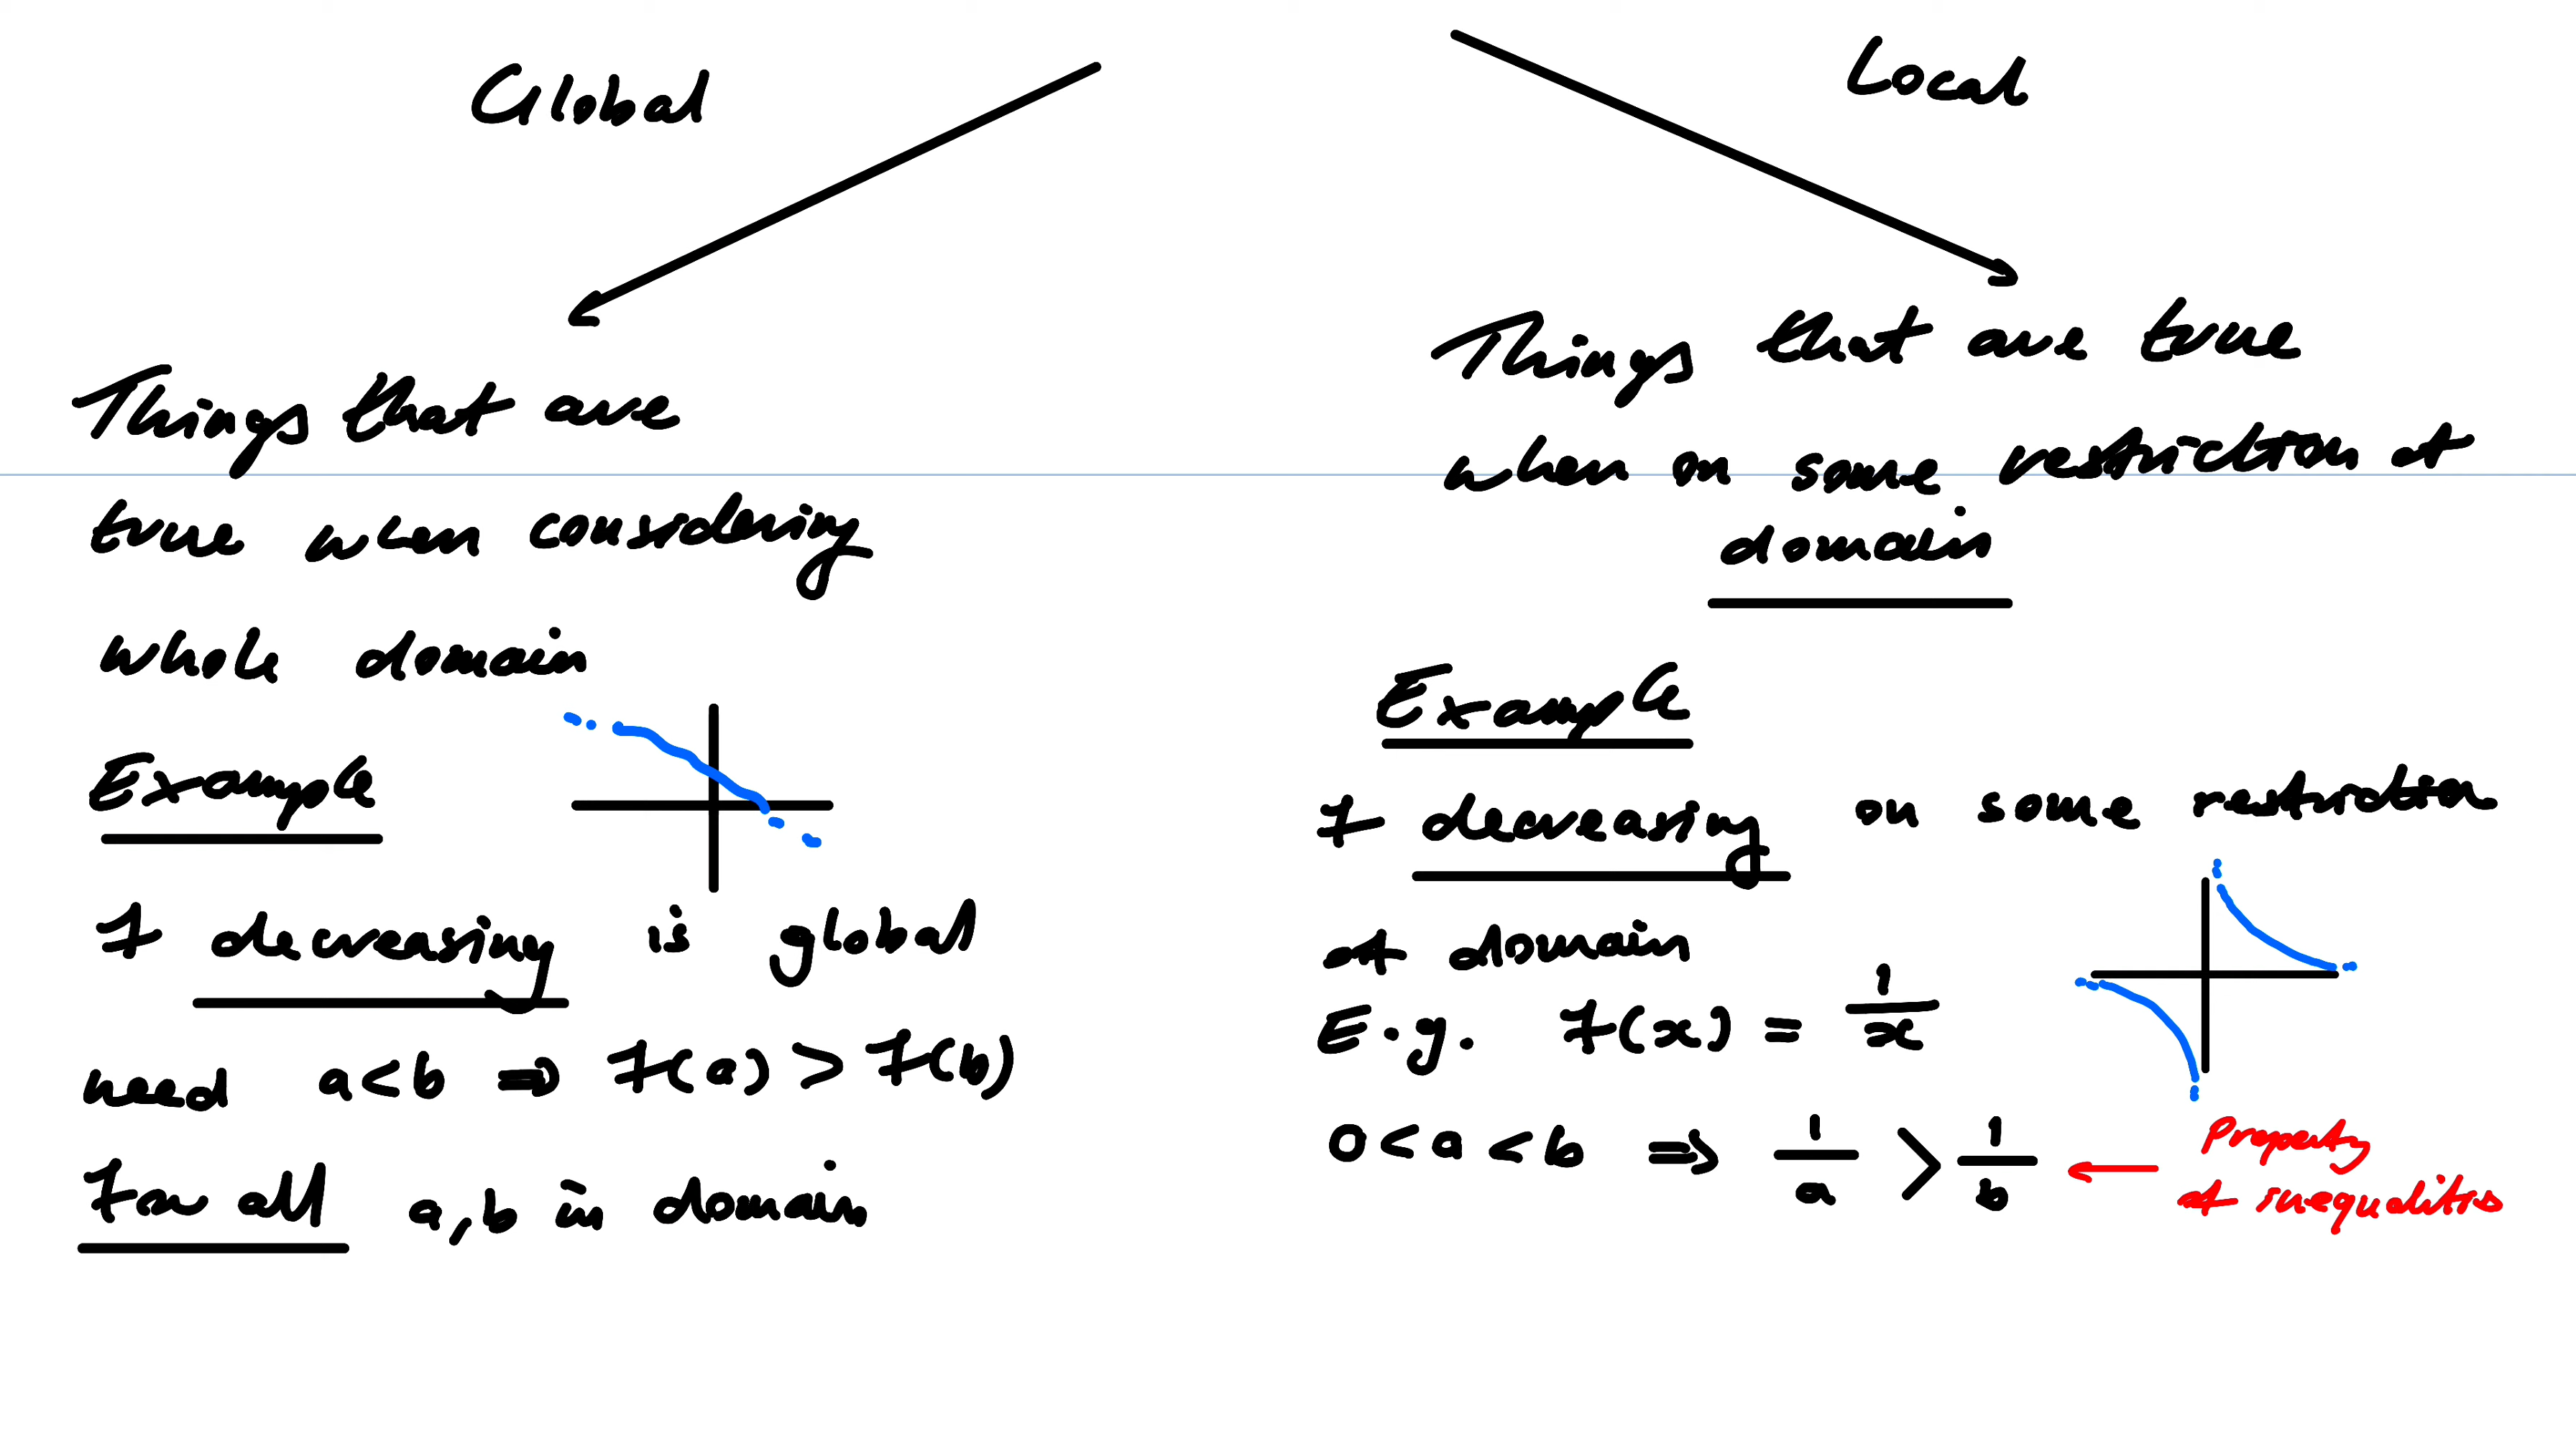 Global
Things that are
true when considering
whole domain
Example
f decreasing is global
need a < b ⇒ f(a) > f(b)
For all a, b in domain
Local
Things that are true
when on some restriction of
domain
Example
f decreasing on some restriction
of domain
E.g. f(x) = 1/x
0 < a < b ⇒ 1/a > 1/b
Property
of inequalities